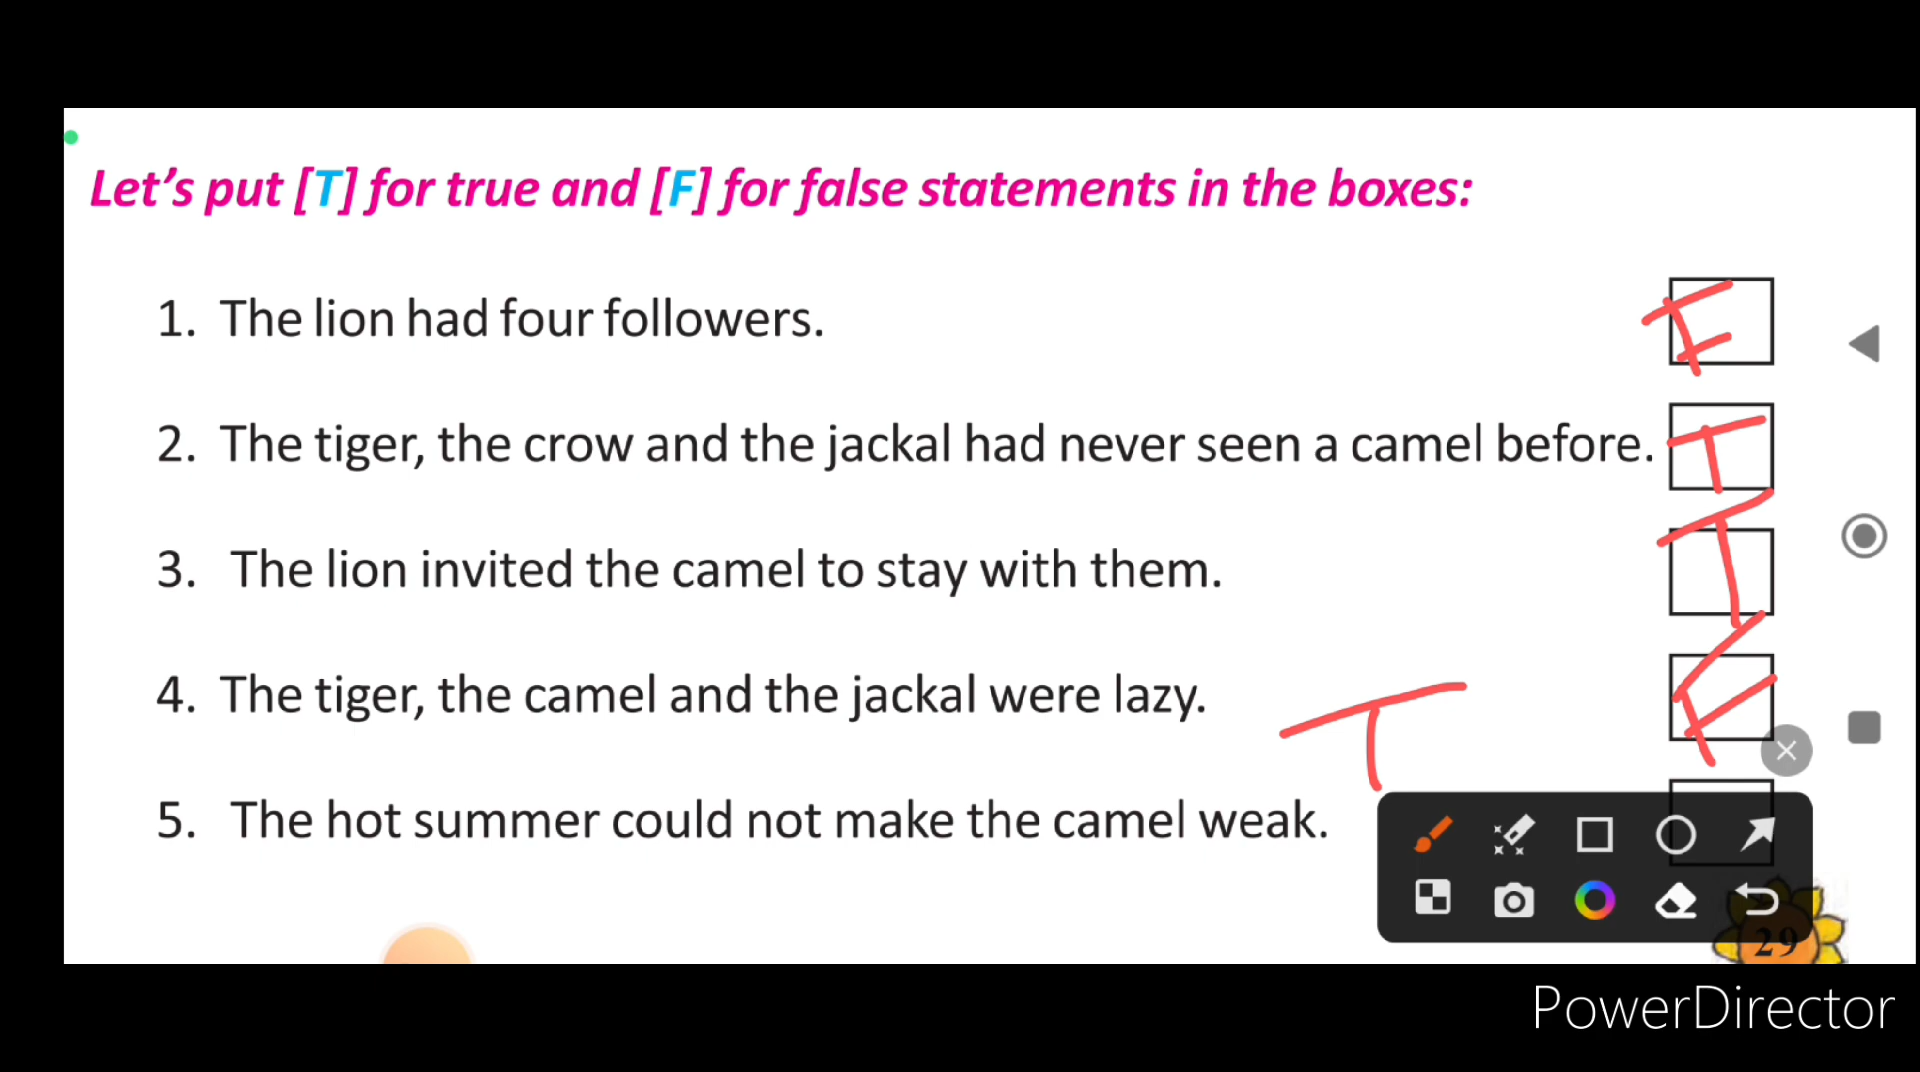 Let's put [T] for true and [F] for false statements in the boxes:
1. The lion had four followers. F
2. The tiger, the crow and the jackal had never seen a camel before. T
3. The lion invited the camel to stay with them. T
4. The tiger, the camel and the jackal were lazy. F
T
5. The hot summer could not make the camel weak.
29
PowerDirector